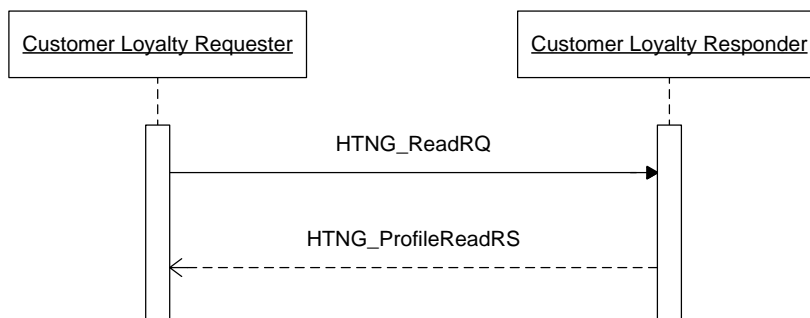 Customer Loyalty Requester
Customer Loyalty Responder
HTNG_ReadRQ
HTNG_ProfileReadRS